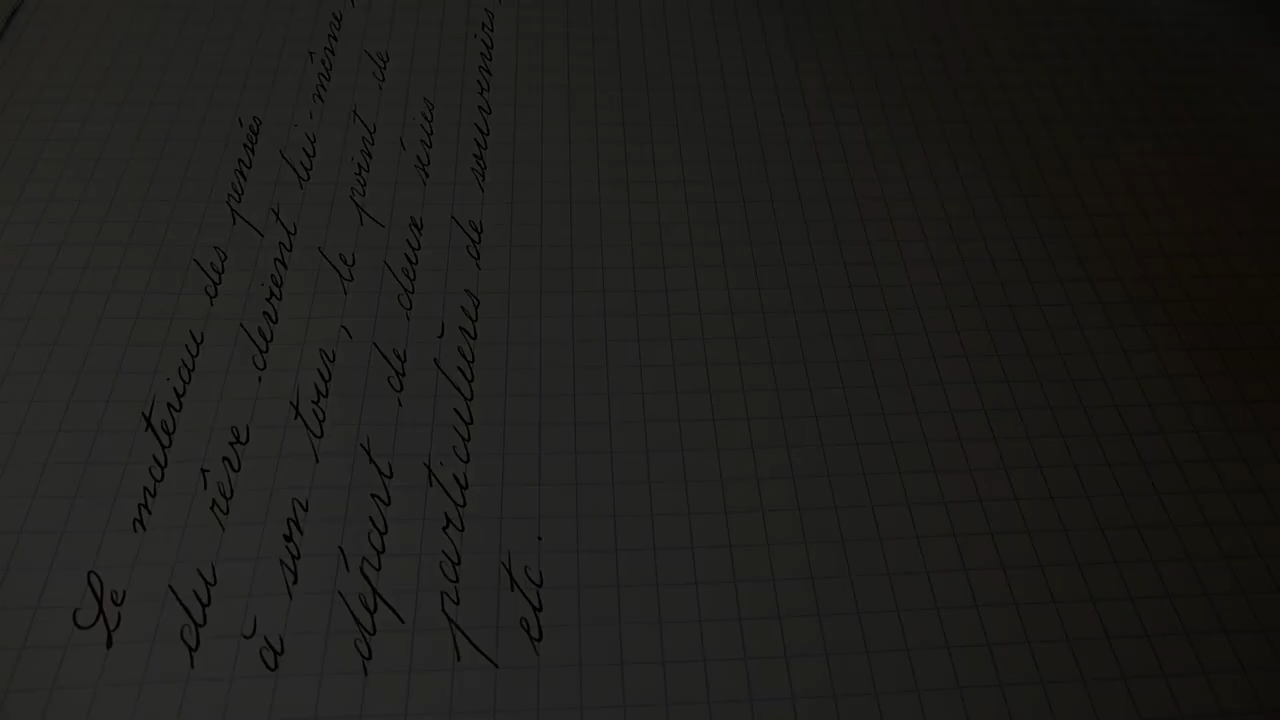 Le materiau des pensées
du rêve devient lui-même,
à son tour, le point de
départ de deux séries
particulières de souvenirs,
etc.